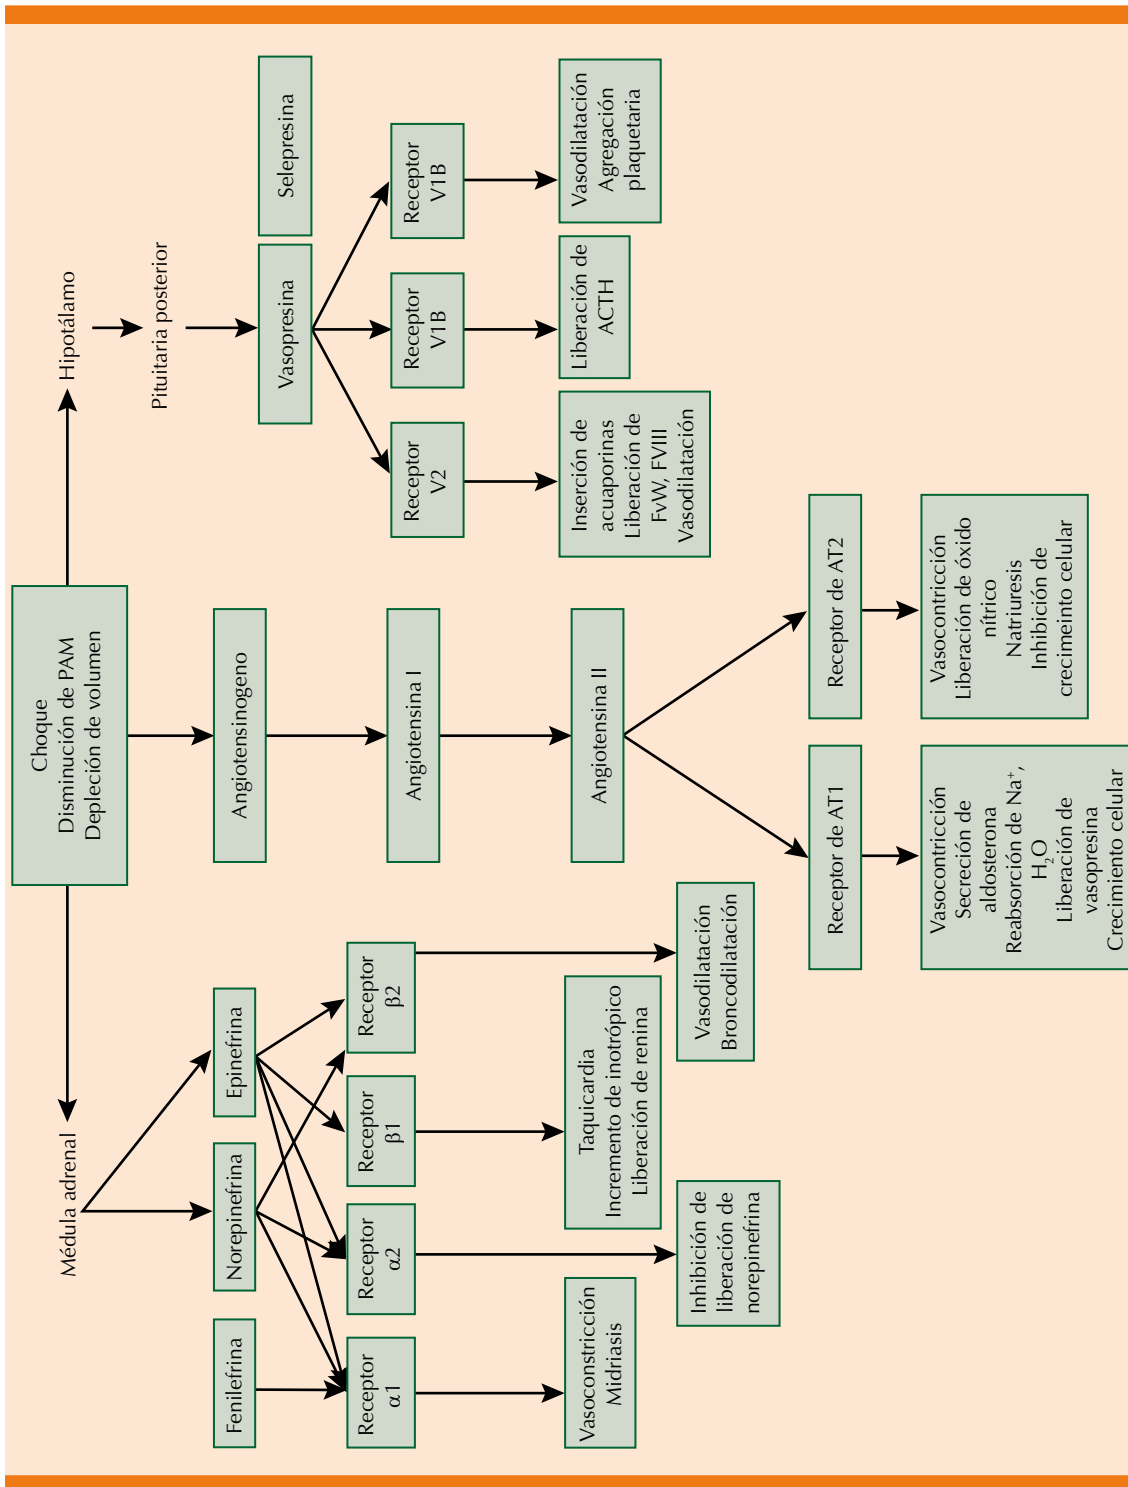 Choque
Disminución de PAM
Depleción de volumen
Médula adrenal
Hipotálamo
Pituitaria posterior
Fenilefrina
Norepinefrina
Epinefrina
Angiotensinogeno
Vasopresina
Selepresina
Receptor
α1
Receptor
α2
Receptor
β1
Receptor
β2
Angiotensina I
Receptor
V2
Receptor
V1B
Receptor
V1B
Vasoconstricción
Midriasis
Inhibición de
liberación de
norepinefrina
Taquicardia
Incremento de inotrópico
Liberación de renina
Vasodilatación
Broncodilatación
Angiotensina II
Inserción de
acuaporinas
Liberación de
FvW, FVIII
Vasodilatación
Liberación de
ACTH
Vasodilatación
Agregación
plaquetaria
Receptor de AT1
Receptor de AT2
Vasocontricción
Secreción de
aldosterona
Reabsorción de Na⁺,
H₂O
Liberación de
vasopresina
Crecimiento celular
Vasocontricción
Liberación de óxido
nítrico
Natriuresis
Inhibición de
crecimeinto celular